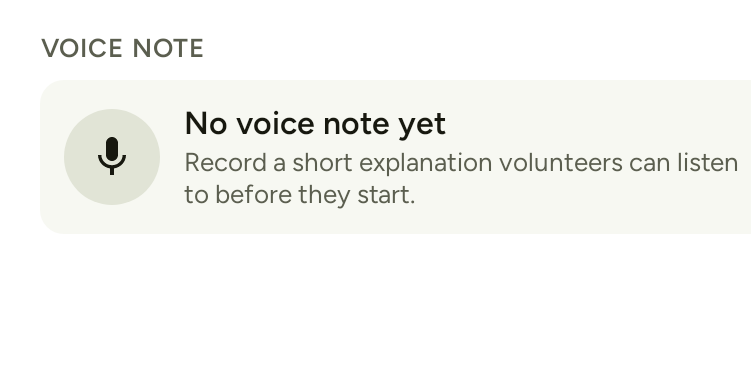 VOICE NOTE
No voice note yet
Record a short explanation volunteers can listen
to before they start.